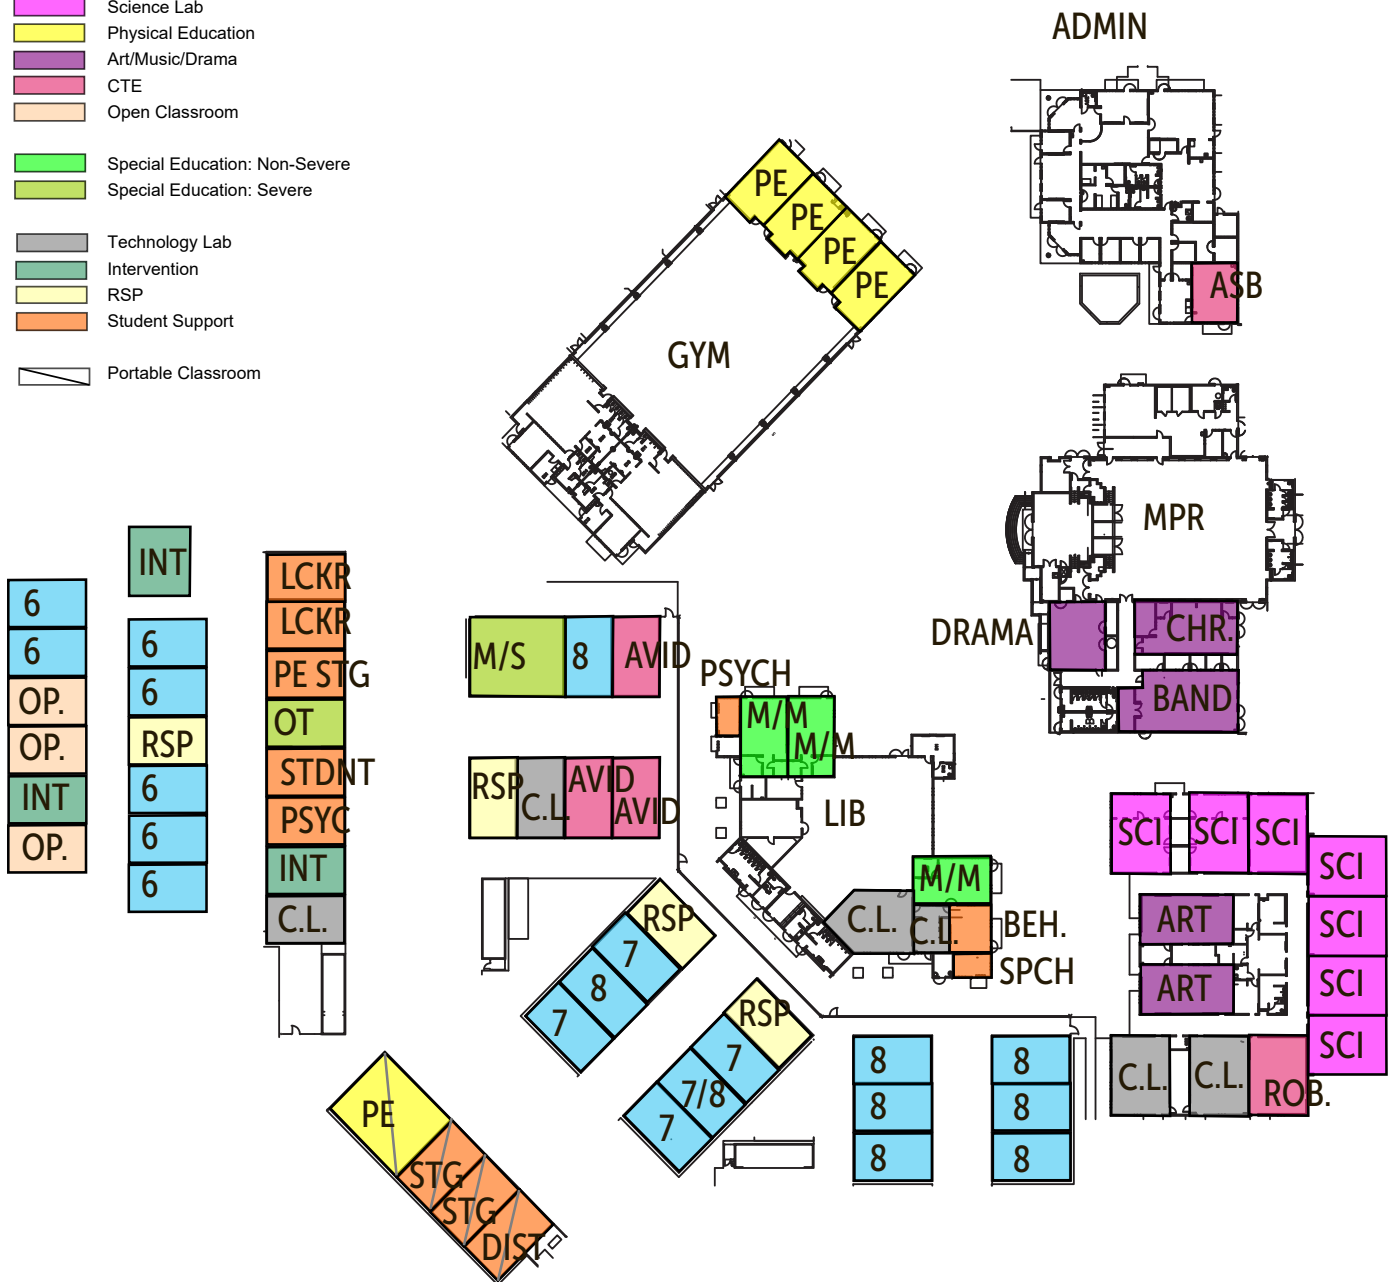 Science Lab
Physical Education
Art/Music/Drama
CTE
Open Classroom
Special Education: Non-Severe
Special Education: Severe
Technology Lab
Intervention
RSP
Student Support
Portable Classroom
ADMIN
ASB
PE
PE
PE
PE
GYM
MPR
DRAMA
CHR.
BAND
INT
6
6
OP.
OP.
INT
OP.
6
6
RSP
6
6
6
LCKR
LCKR
PE STG
OT
STDNT
PSYC
INT
C.L.
M/S
8
AVID
RSP
C.L.
AVID
AVID
PSYCH
M/M
M/M
LIB
M/M
C.L.
C.L.
BEH.
SPCH
SCI
SCI
SCI
SCI
SCI
SCI
SCI
ART
ART
C.L.
C.L.
ROB.
RSP
7
8
7
RSP
7
7/8
7
8
8
8
8
8
8
PE
STG
STG
DIST